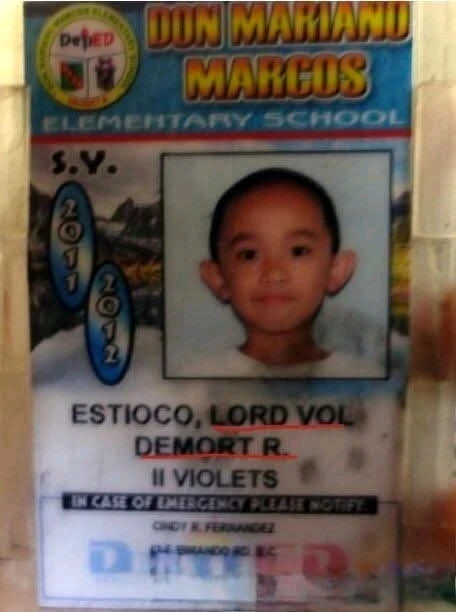 DepED
DON MARIANO
MARCOS
ELEMENTARY SCHOOL
S.Y.
2011
2012
ESTIOCO, LORD VOL
DEMORT R.
II VIOLETS
IN CASE OF EMERGENCY PLEASE NOTIFY:
CINDY R. FERNANDEZ